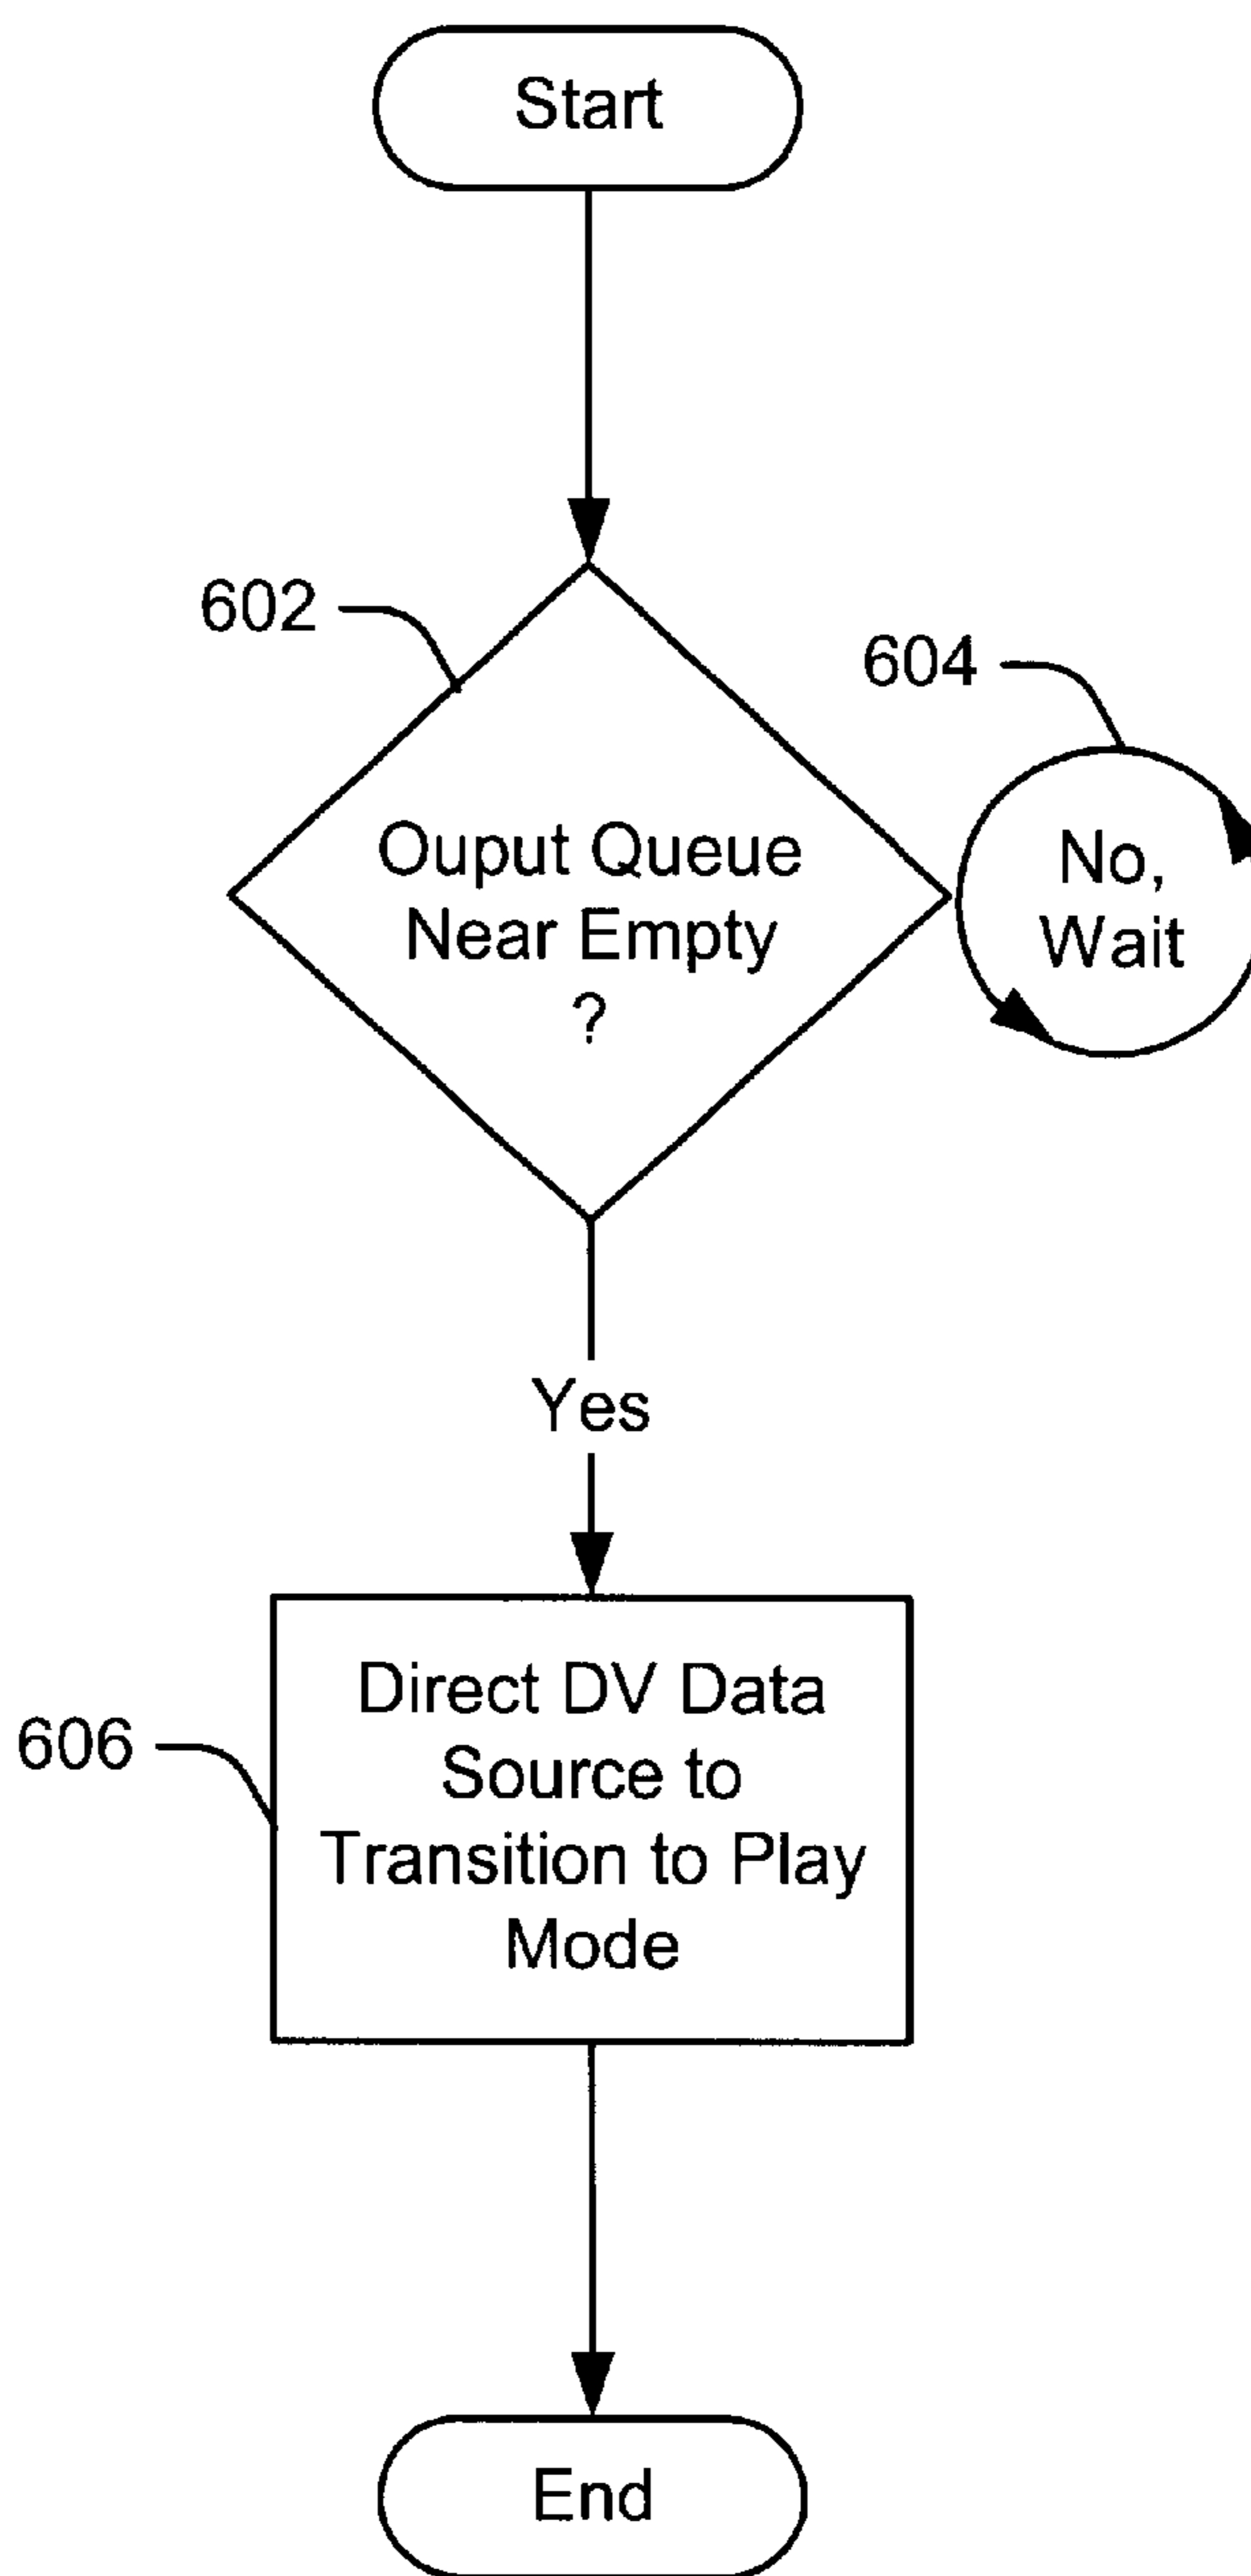 Start
602
604
Ouput Queue
Near Empty
?
No,
Wait
Yes
606
Direct DV Data
Source to
Transition to Play
Mode
End